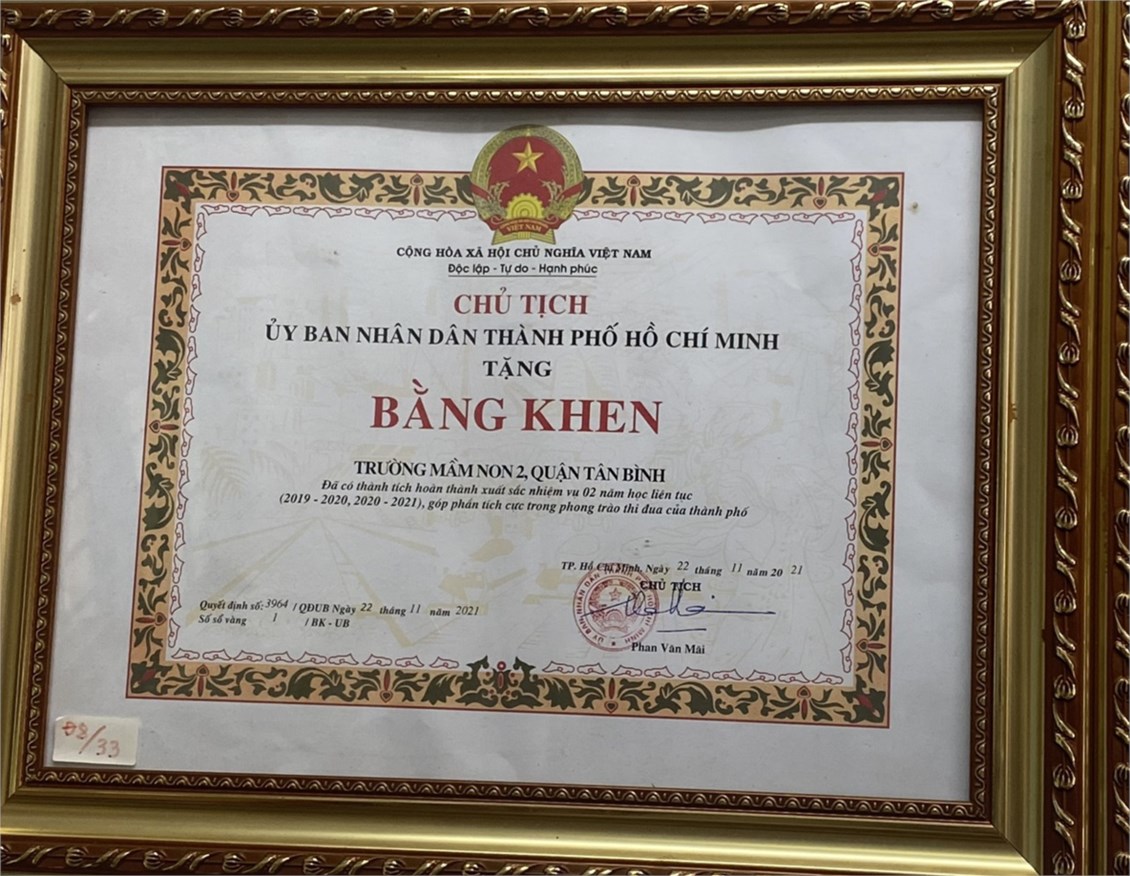 VIỆT NAM
CỘNG HÒA XÃ HỘI CHỦ NGHĨA VIỆT NAM
Độc lập - Tự do - Hạnh phúc
CHỦ TỊCH
ỦY BAN NHÂN DÂN THÀNH PHỐ HỒ CHÍ MINH
TẶNG
BẰNG KHEN
TRƯỜNG MẦM NON 2, QUẬN TÂN BÌNH
Đã có thành tích hoàn thành xuất sắc nhiệm vụ 02 năm học liên tục
(2019 - 2020, 2020 - 2021), góp phần tích cực trong phong trào thi đua của thành phố
TP. Hồ Chí Minh, Ngày 22 tháng 11 năm 20 21
CHỦ TỊCH
Quyết định số: 3964 / QĐUB Ngày 22 tháng 11 năm 2021
Số sổ vàng 1 / BK - UB
Phan Văn Mãi
08/33